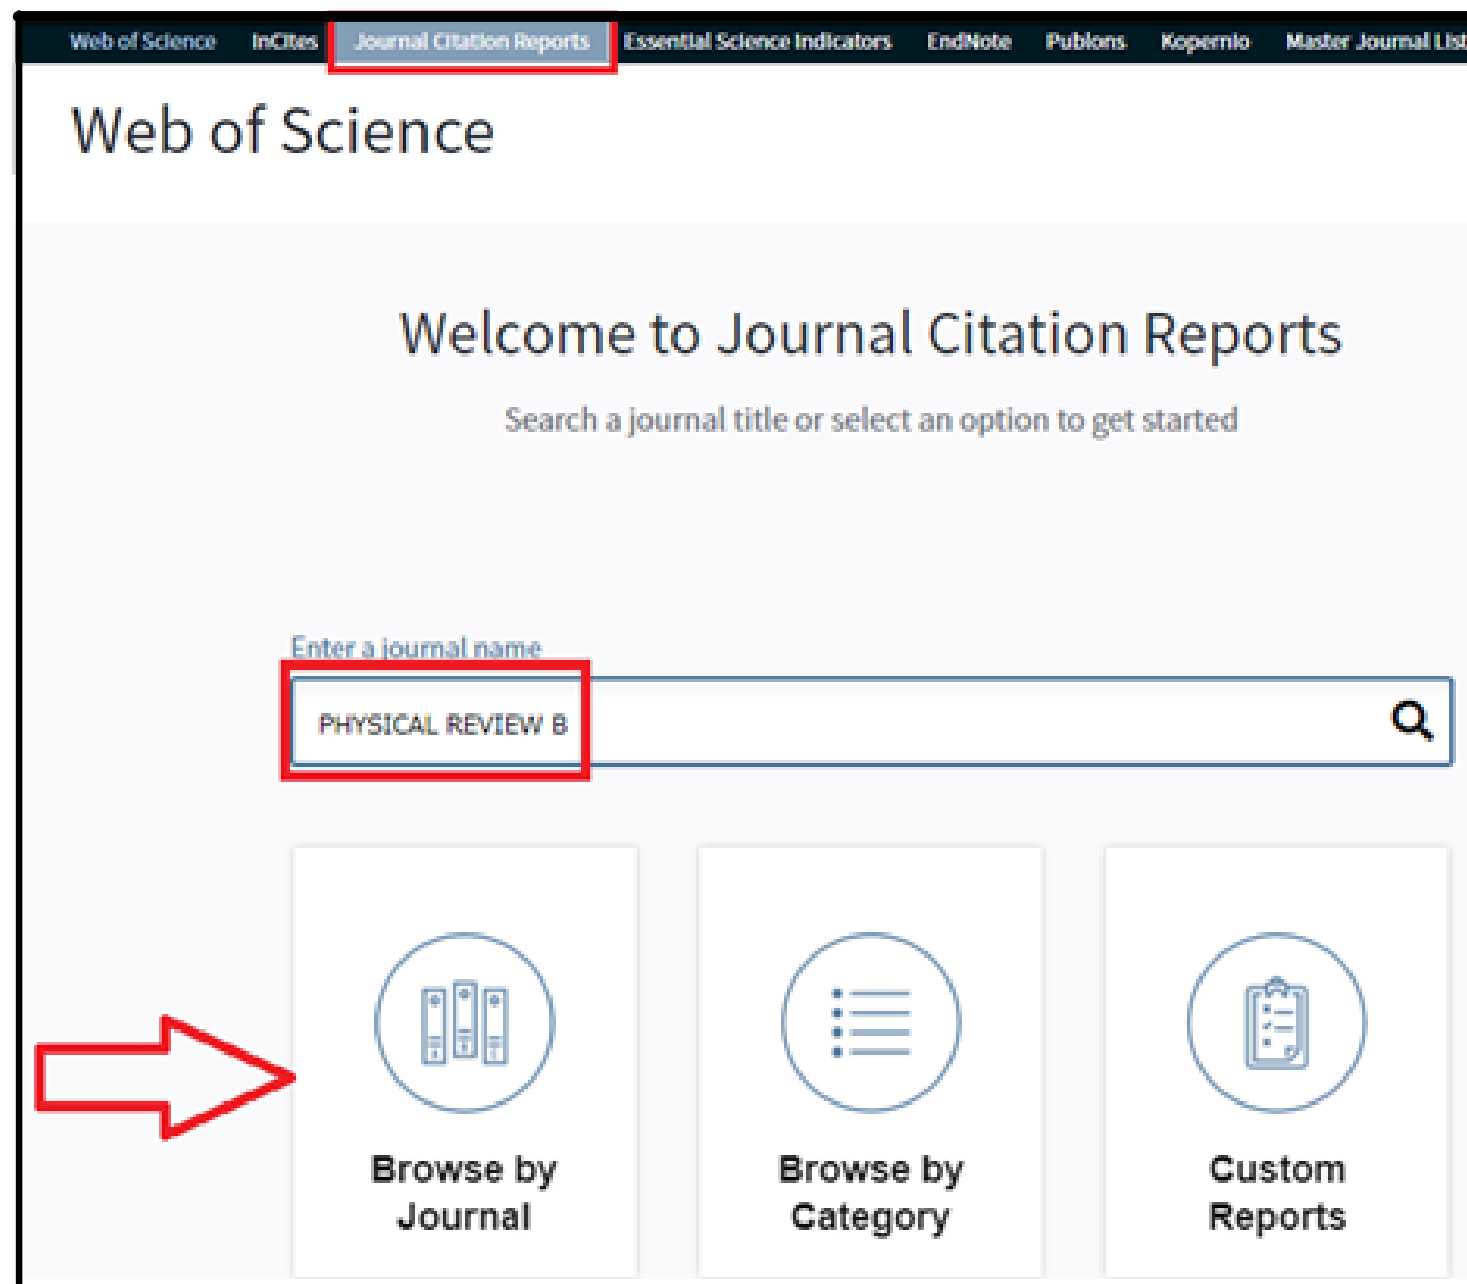 Web of Science InCites Journal Citation Reports Essential Science Indicators EndNote Publons Kopernio Master Journal List
Web of Science
Welcome to Journal Citation Reports
Search a journal title or select an option to get started
Enter a journal name
PHYSICAL REVIEW B
Browse by
Journal
Browse by
Category
Custom
Reports